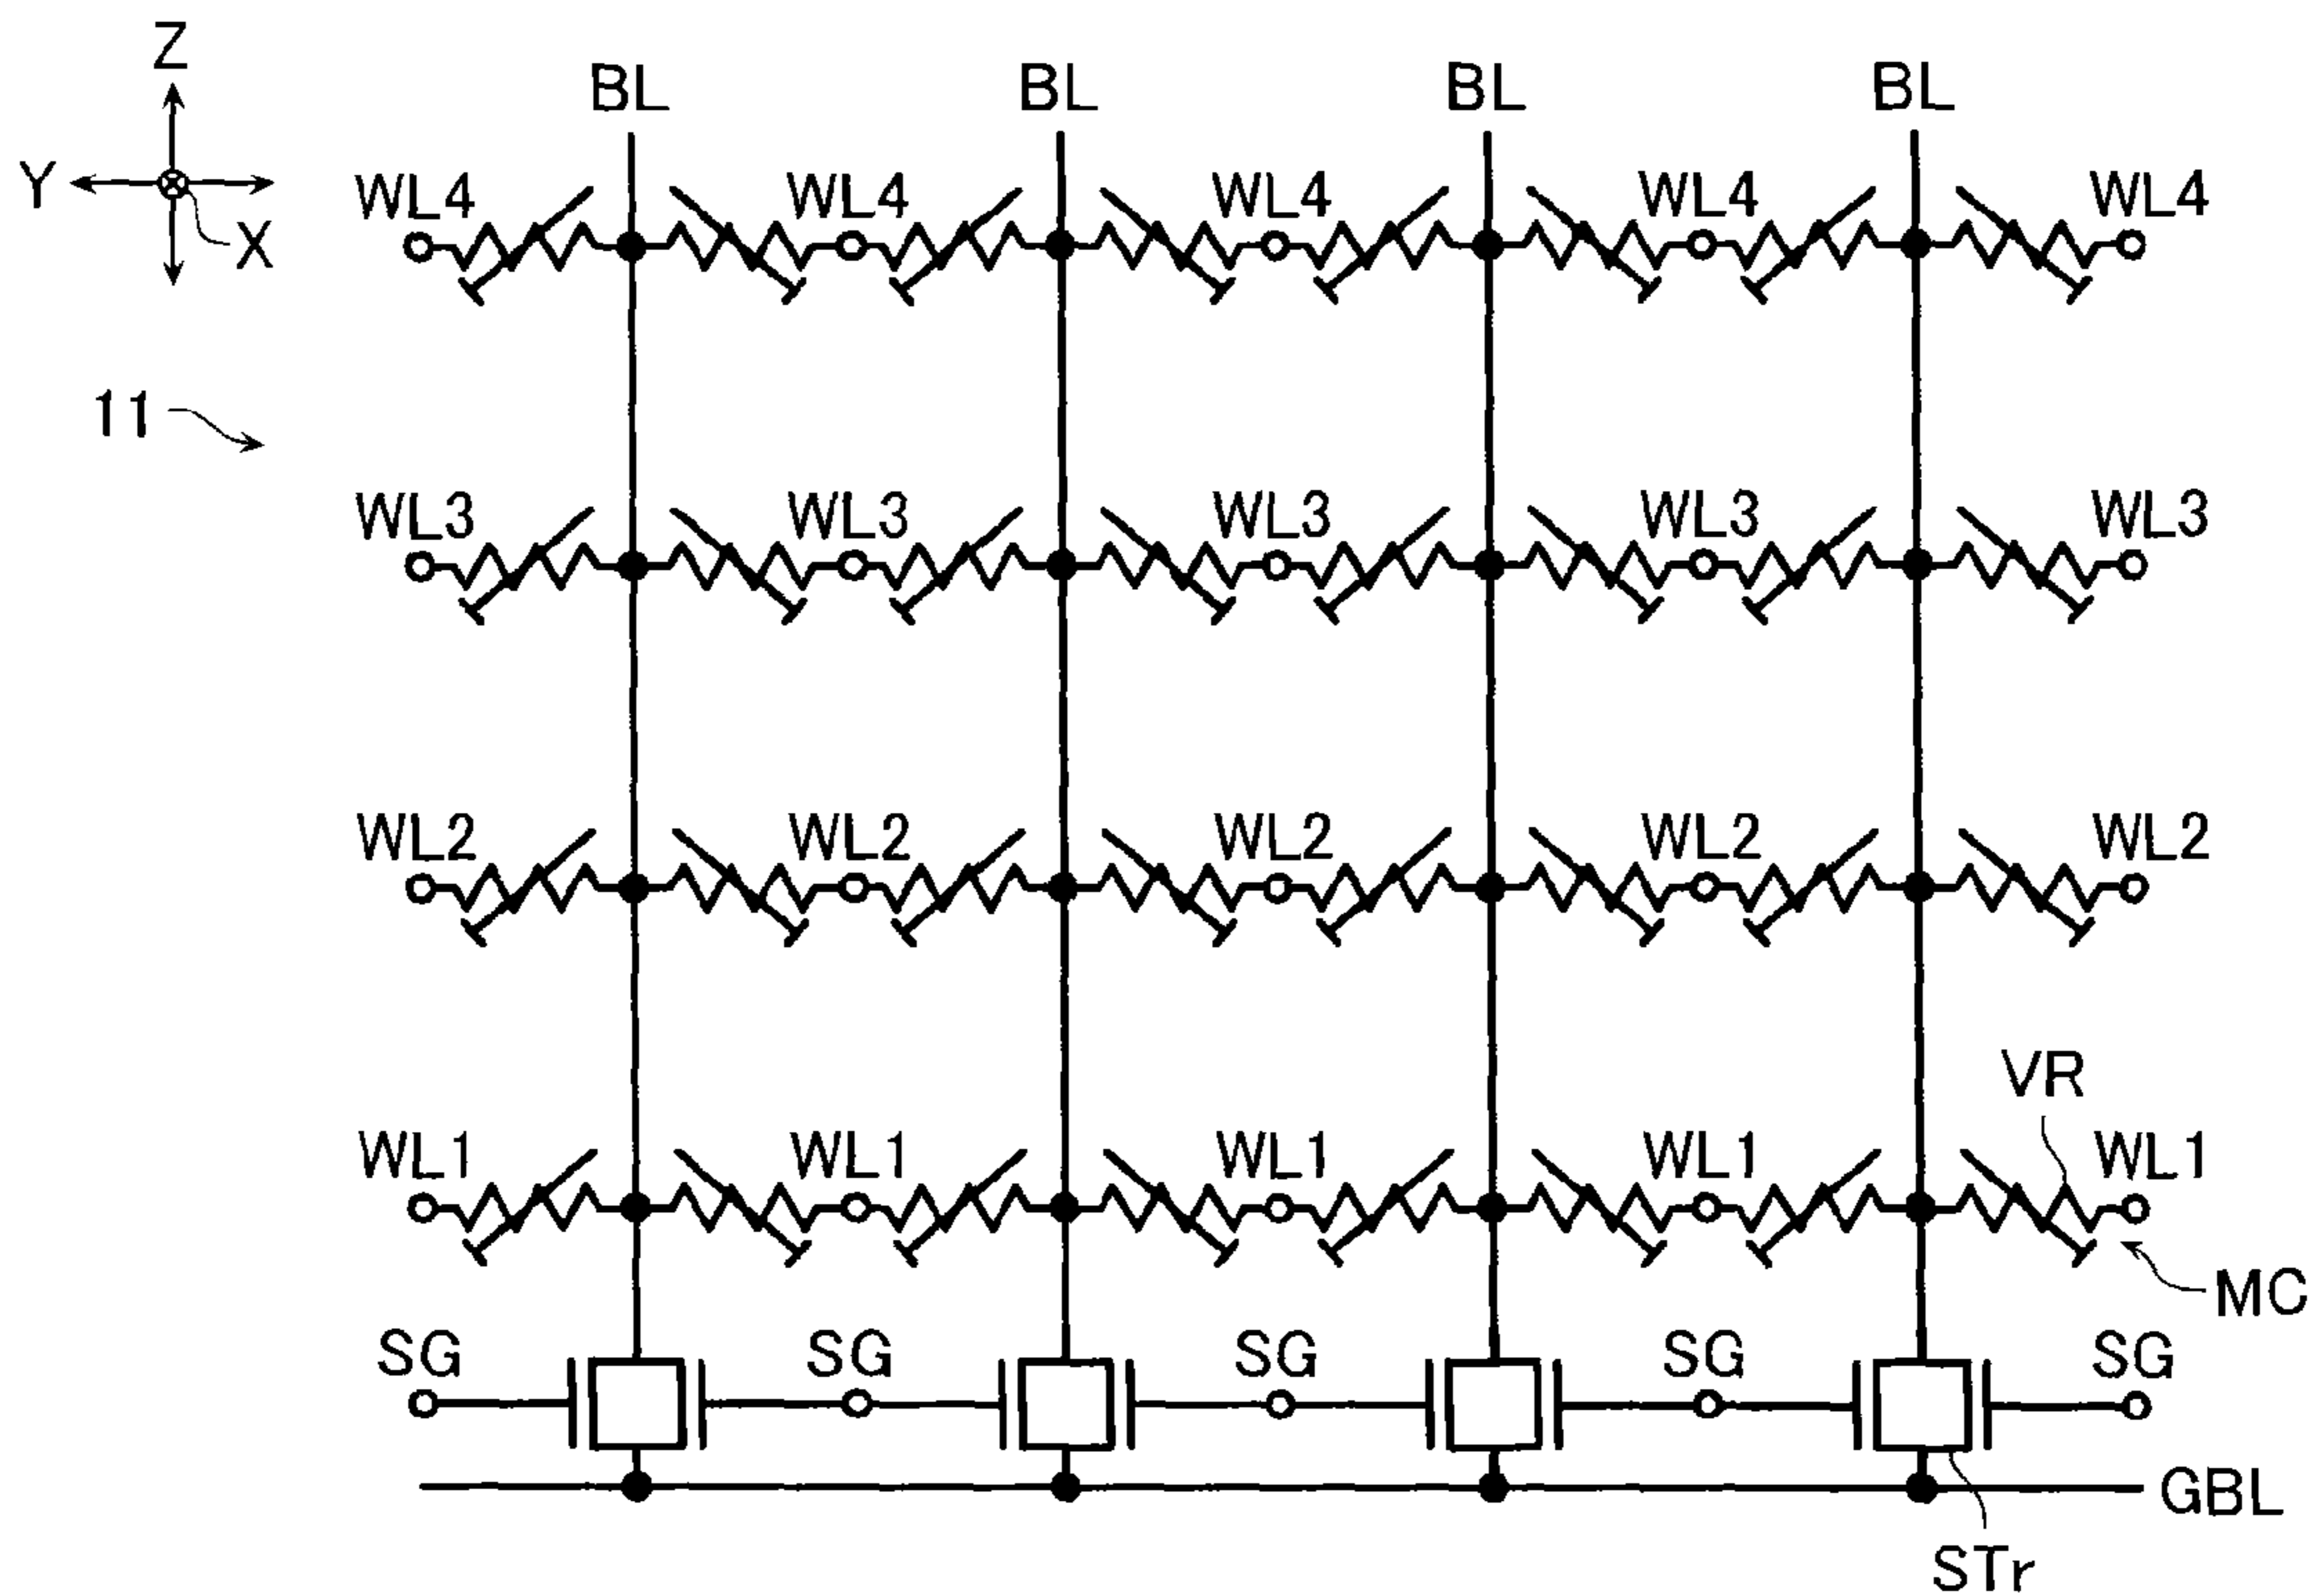 Z
BL BL BL BL
Y WL4 WL4 WL4 WL4 WL4
X
11
WL3 WL3 WL3 WL3 WL3
WL2 WL2 WL2 WL2 WL2
VR
WL1 WL1 WL1 WL1 WL1
MC
SG SG SG SG SG
GBL
STr